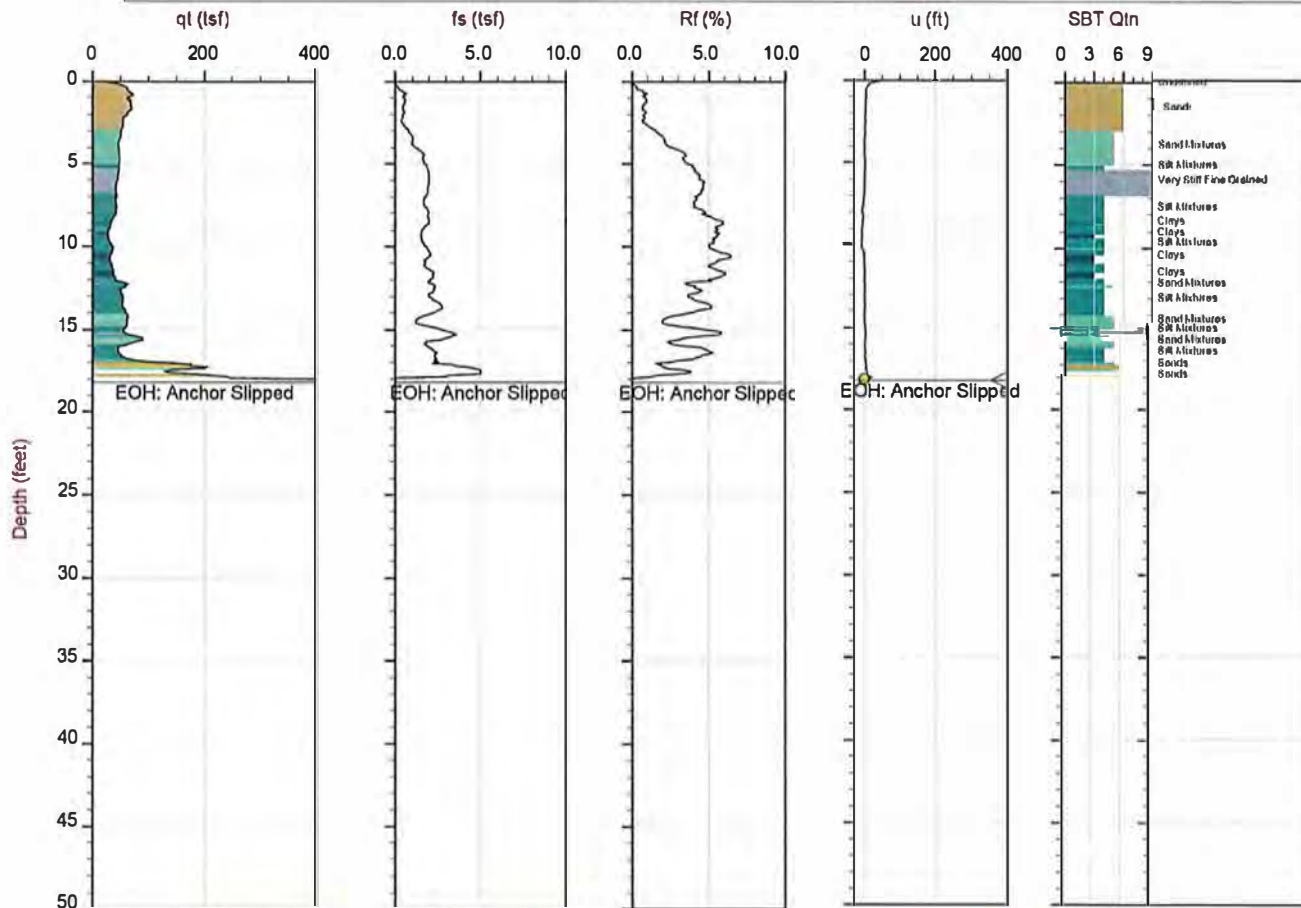 qt (tsf)
fs (tsf)
Rf (%)
u (ft)
SBT Qtn
0 200 400
0.0 5.0 10.0
0.0 5.0 10.0
0 200 400
0 3 6 9
0
5
10
15
20
25
30
35
40
45
50
Depth (feet)
Sands
Sand Mixtures
Silt Mixtures
Very Stiff Fine Grained
Silt Mixtures
Clays
Clays
Silt Mixtures
Clays
Clays
Sand Mixtures
Silt Mixtures
Sand Mixtures
Silt Mixtures
Sand Mixtures
Silt Mixtures
Sands
Sands
EOH: Anchor Slipped
EOH: Anchor Slipped
EOH: Anchor Slipped
EOH: Anchor Slipped